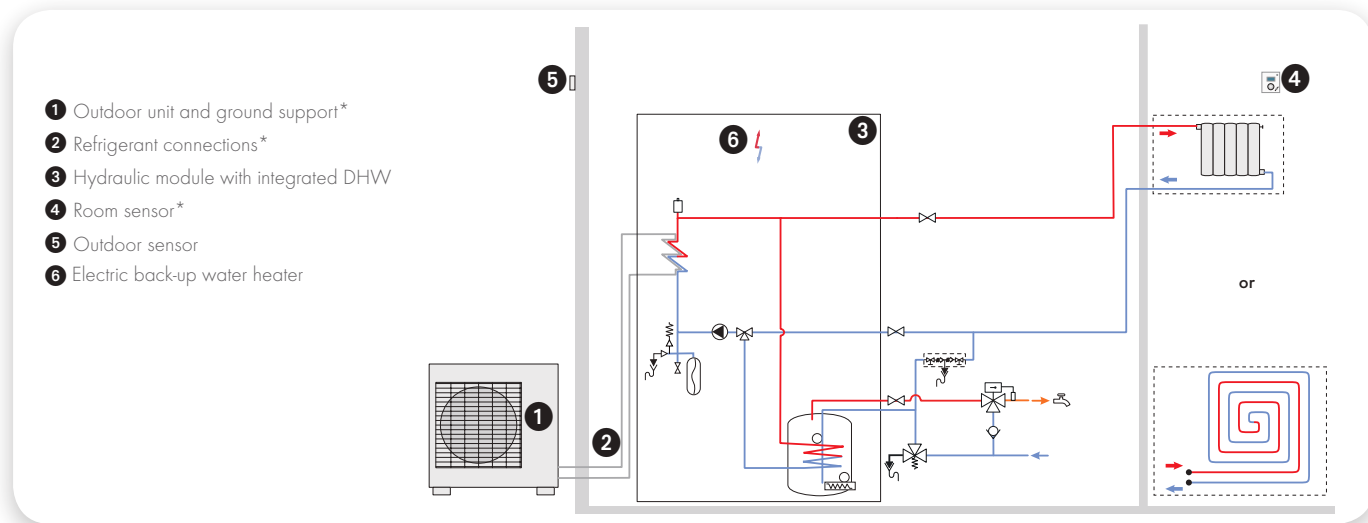 1 Outdoor unit and ground support*
2 Refrigerant connections*
3 Hydraulic module with integrated DHW
4 Room sensor*
5 Outdoor sensor
6 Electric back-up water heater
5
4
6
3
or
1
2